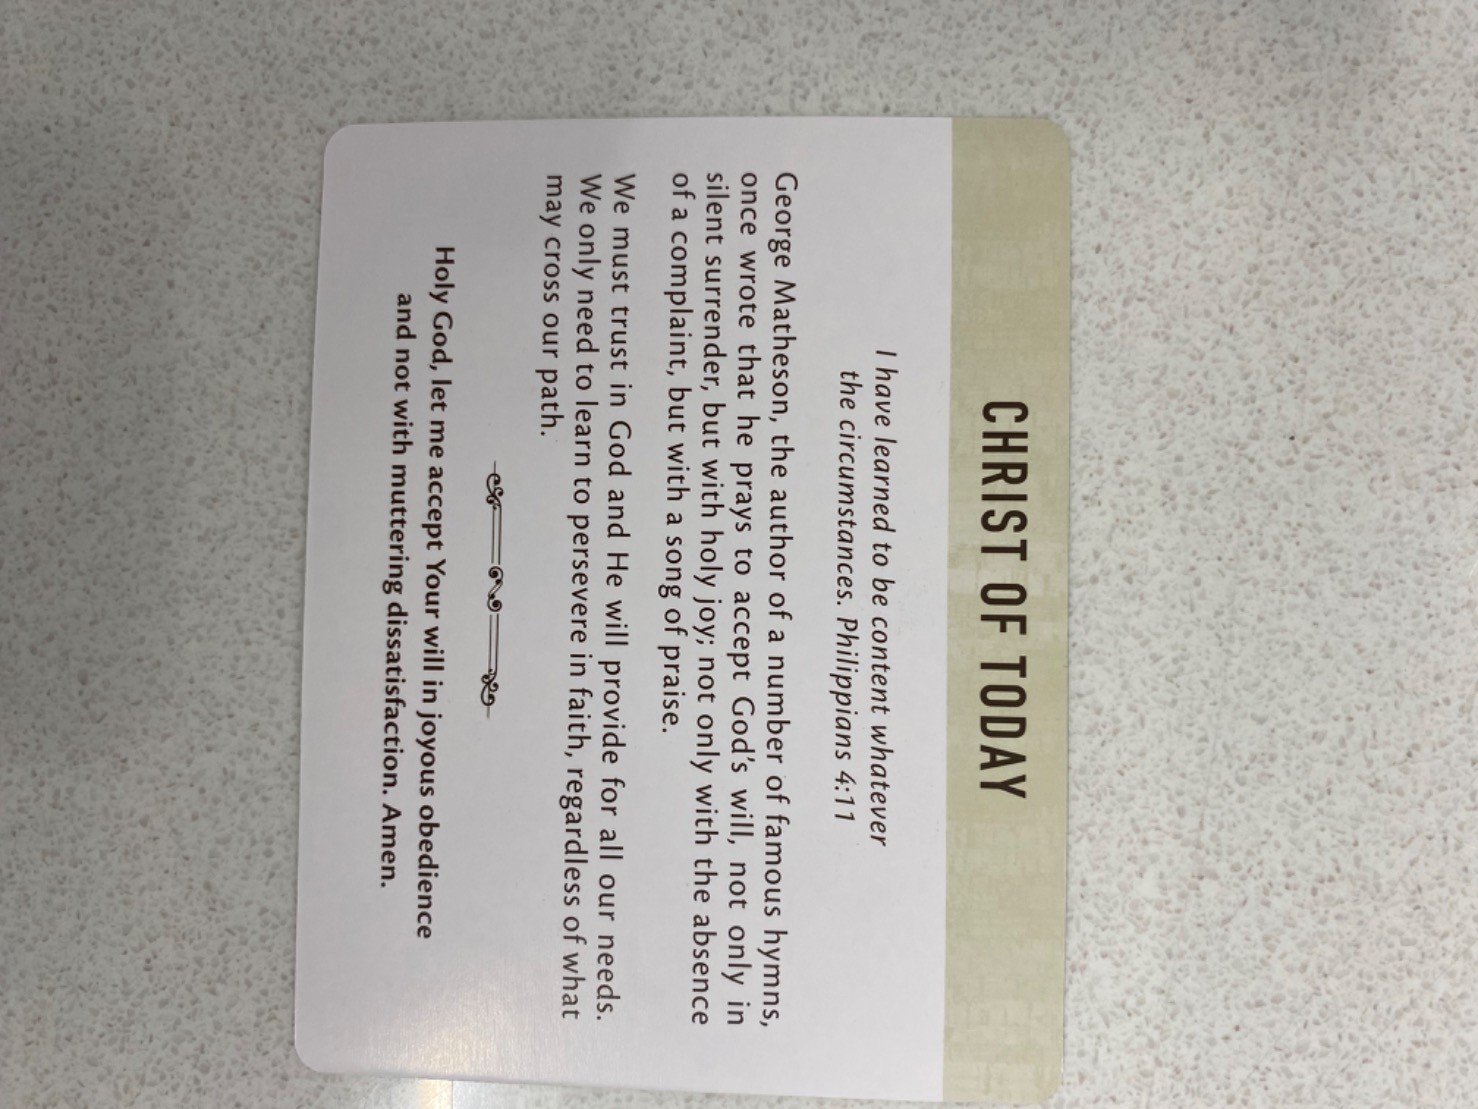 CHRIST OF TODAY
I have learned to be content whatever
the circumstances. Philippians 4:11
George Matheson, the author of a number of famous hymns,
once wrote that he prays to accept God's will, not only in
silent surrender, but with holy joy; not only with the absence
of a complaint, but with a song of praise.
We must trust in God and He will provide for all our needs.
We only need to learn to persevere in faith, regardless of what
may cross our path.
Holy God, let me accept Your will in joyous obedience
and not with muttering dissatisfaction. Amen.